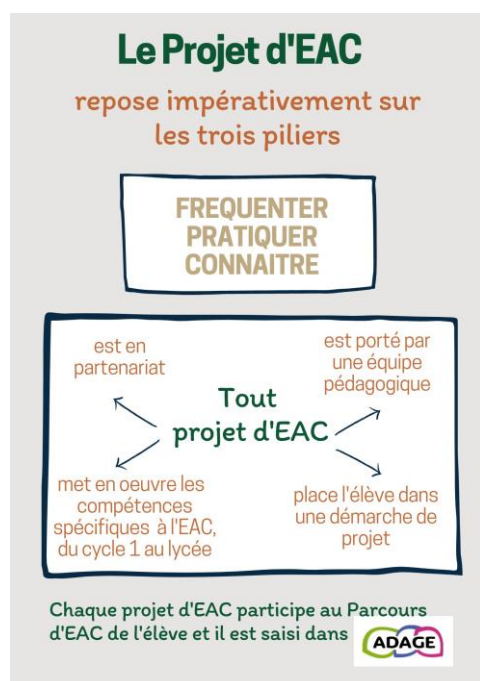 Le Projet d'EAC
repose impérativement sur
les trois piliers
FREQUENTER
PRATIQUER
CONNAITRE
est en
partenariat
est porté par
une équipe
pédagogique
Tout
projet d'EAC
met en oeuvre les
compétences
spécifiques à l'EAC,
du cycle 1 au lycée
place l'élève dans
une démarche de
projet
Chaque projet d'EAC participe au Parcours
d'EAC de l'élève et il est saisi dans
ADAGE